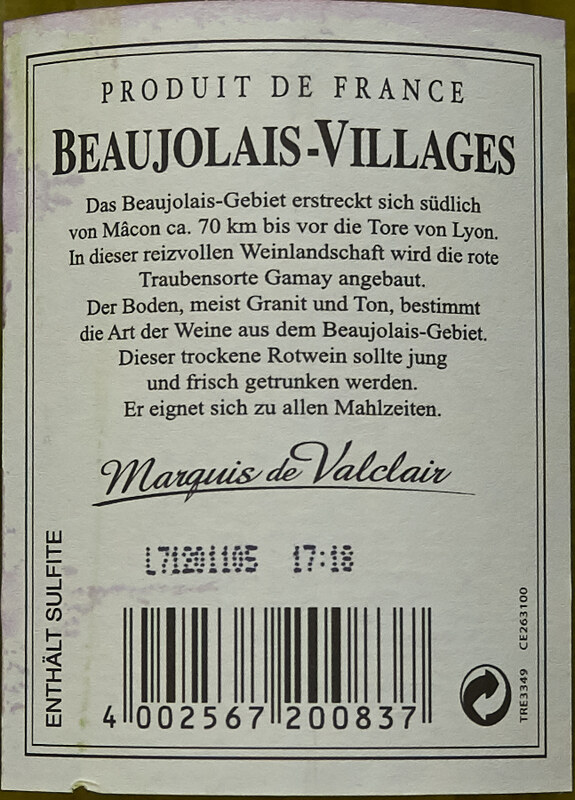 PRODUIT DE FRANCE
BEAUJOLAIS-VILLAGES
Das Beaujolais-Gebiet erstreckt sich südlich
von Mâcon ca. 70 km bis vor die Tore von Lyon.
In dieser reizvollen Weinlandschaft wird die rote
Traubensorte Gamay angebaut.
Der Boden, meist Granit und Ton, bestimmt
die Art der Weine aus dem Beaujolais-Gebiet.
Dieser trockene Rotwein sollte jung
und frisch getrunken werden.
Er eignet sich zu allen Mahlzeiten.
Marquis de Valclair
L71201105 17:18
ENTHÄLT SULFITE
4 002567 200837
TRE3349 CE263100